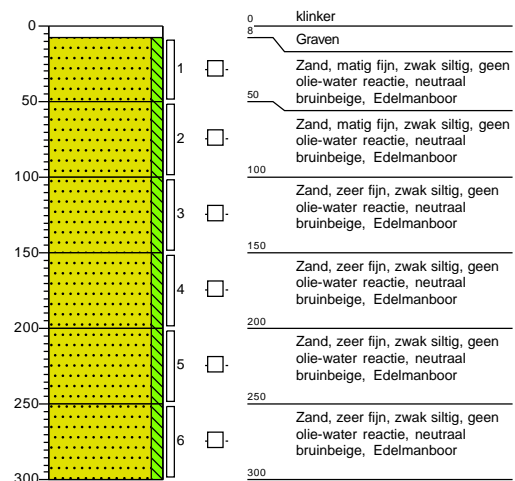 0
50
100
150
200
250
300
1
2
3
4
5
6
0
klinker
8
Graven
Zand, matig fijn, zwak siltig, geen
olie-water reactie, neutraal
bruinbeige, Edelmanboor
50
Zand, matig fijn, zwak siltig, geen
olie-water reactie, neutraal
bruinbeige, Edelmanboor
100
Zand, zeer fijn, zwak siltig, geen
olie-water reactie, neutraal
bruinbeige, Edelmanboor
150
Zand, zeer fijn, zwak siltig, geen
olie-water reactie, neutraal
bruinbeige, Edelmanboor
200
Zand, zeer fijn, zwak siltig, geen
olie-water reactie, neutraal
bruinbeige, Edelmanboor
250
Zand, zeer fijn, zwak siltig, geen
olie-water reactie, neutraal
bruinbeige, Edelmanboor
300